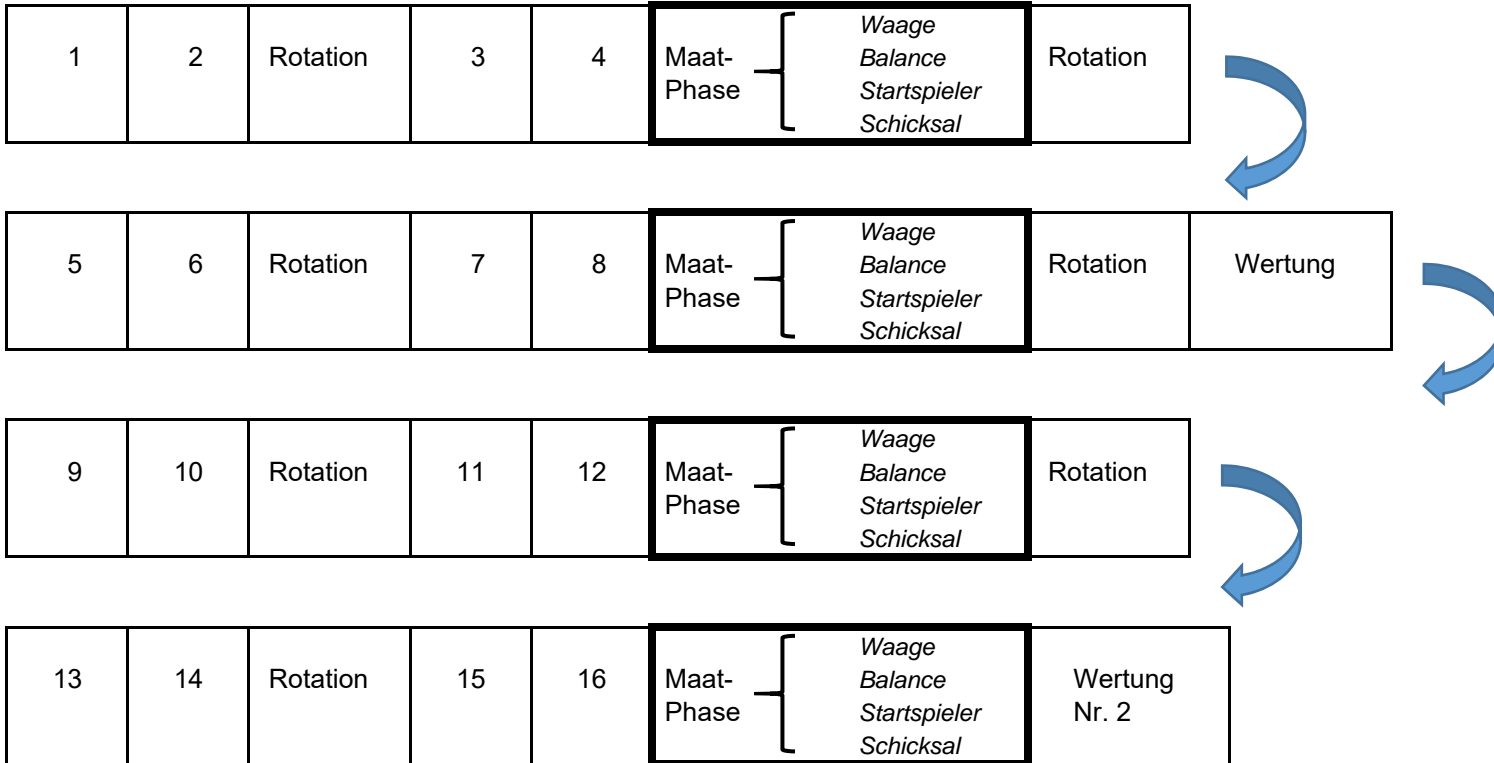 1 2 Rotation 3 4 Maat-Phase Waage Rotation
Balance
Startspieler
Schicksal
5 6 Rotation 7 8 Maat-Phase Waage Rotation Wertung
Balance
Startspieler
Schicksal
9 10 Rotation 11 12 Maat-Phase Waage Rotation
Balance
Startspieler
Schicksal
13 14 Rotation 15 16 Maat-Phase Waage Wertung Nr. 2
Balance
Startspieler
Schicksal